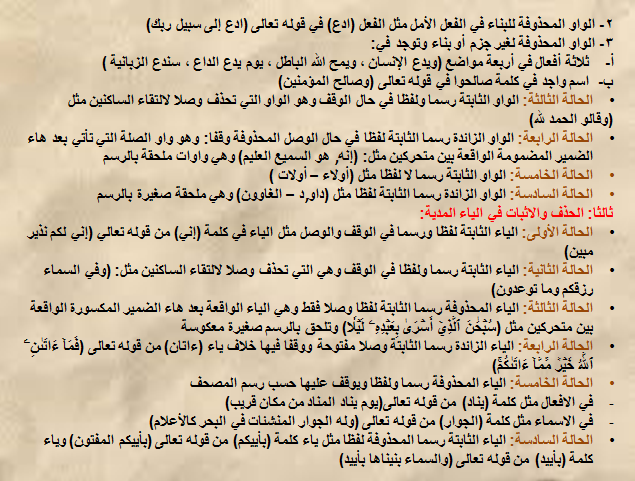 ٢- الواو المحذوفة للبناء في الفعل الأمل مثل الفعل (ادع) في قوله تعالى (ادع إلى سبيل ربك)
٣- الواو المحذوفة لغير جزم أو بناء وتوجد في:
أ- ثلاثة أفعال في أربعة مواضع (ويدع الإنسان ، ويمح الله الباطل ، يوم يدع الداع ، سندع الزبانية )
ب- اسم واجد في كلمة صالحوا في قوله تعالى (وصالح المؤمنين)
• الحالة الثالثة: الواو الثابتة رسما ولفظا في حال الوقف وهو الواو التي تحذف وصلا لالتقاء الساكنين مثل
(وقالو الحمد لله)
• الحالة الرابعة: الواو الزائدة رسما الثابتة لفظا في حال الوصل المحذوفة وقفا: وهو واو الصلة التي تأتي بعد هاء
الضمير المضمومة الواقعة بين متحركين مثل: (إنهۥ هو السميع العليم) وهي واوات ملحقة بالرسم
• الحالة الخامسة: الواو الثابتة رسما لا لفظا مثل (أولاء – أولات )
• الحالة السادسة: الواو الزائدة رسما الثابتة لفظا مثل (داوۥد – الغاوون) وهي ملحقة صغيرة بالرسم
ثالثا: الحذف والاثبات في الياء المدية:
• الحالة الأولى: الياء الثابتة لفظا ورسما في الوقف والوصل مثل الياء في كلمة (إني) من قوله تعالي (إني لكم نذير
مبين)
• الحالة الثانية: الياء الثابتة رسما ولفظا في الوقف وهي التي تحذف وصلا لالتقاء الساكنين مثل: (وفي السماء
رزقكم وما توعدون)
• الحالة الثالثة: الياء المحذوفة رسما الثابتة لفظا وصلا فقط وهي الياء الواقعة بعد هاء الضمير المكسورة الواقعة
بين متحركين مثل (سُبْحَٰنَ ٱلَّذِيٓ أَسْرَىٰ بِعَبْدِهِۦ لَيْلًا) وتلحق بالرسم صغيرة معكوسة
• الحالة الرابعة: الياء الزائدة رسما الثابتة وصلا مفتوحة ووقفا فيها خلاف ياء (ءاتان) من قوله تعالى (فَمَآ ءَاتَىٰنِۦَ
ٱللَّهُ خَيْرٌ مِّمَّآ ءَاتَىٰكُم)
• الحالة الخامسة: الياء المحذوفة رسما ولفظا ويوقف عليها حسب رسم المصحف
- في الافعال مثل كلمة (يناد) من قوله تعالى(يوم يناد المناد من مكان قريب)
- في الاسماء مثل كلمة (الجوار) من قوله تعالى (وله الجوار المنشئات في البحر كالأعلام)
• الحالة السادسة: الياء الثابتة رسما المحذوفة لفظا مثل ياء كلمة (بأييكم) من قوله تعالى (بأييكم المفتون) وياء
كلمة (بأييد) من قوله تعالى (والسماء بنيناها بأييد)